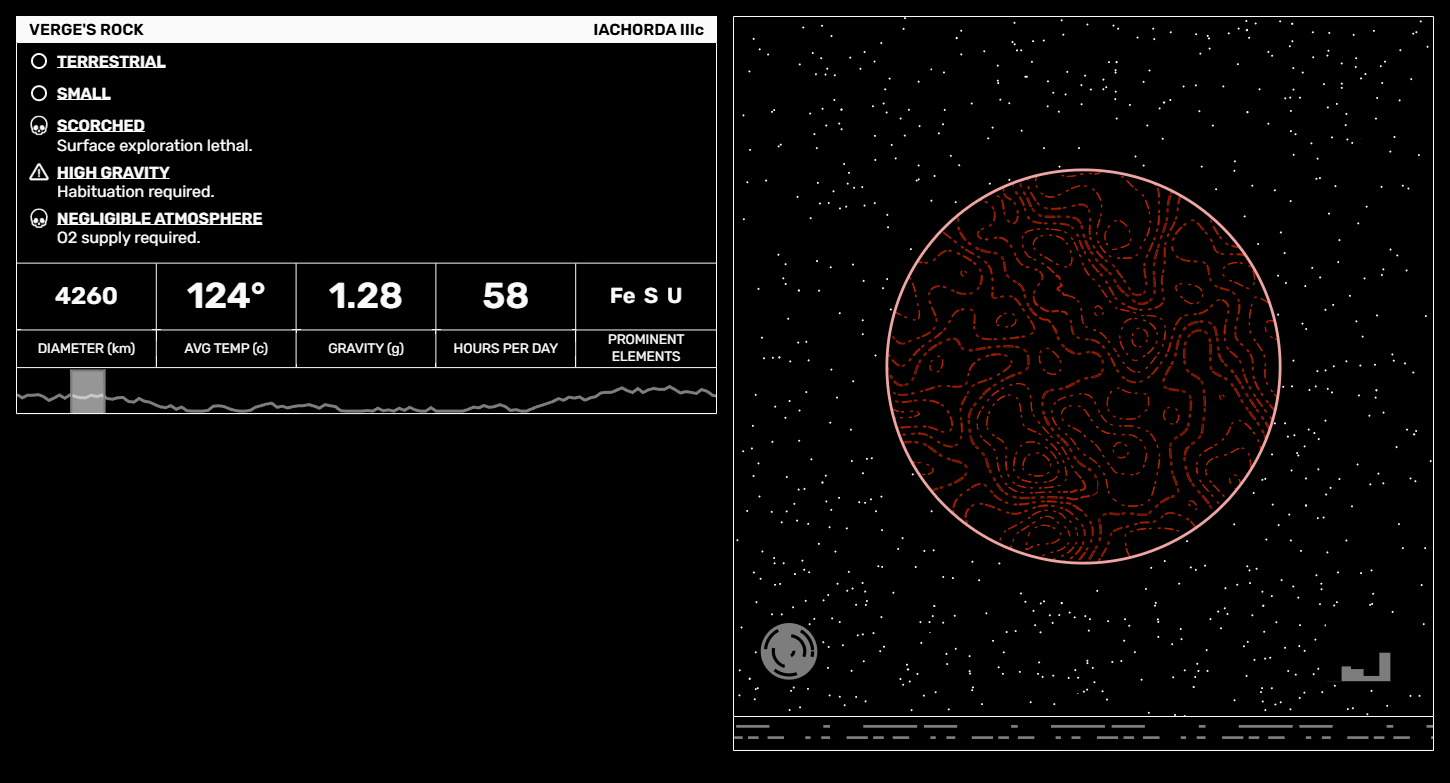 VERGE'S ROCK IACHORDA IIIc
TERRESTRIAL
SMALL
SCORCHED
Surface exploration lethal.
HIGH GRAVITY
Habituation required.
NEGLIGIBLE ATMOSPHERE
O2 supply required.
4260 124° 1.28 58 Fe S U
DIAMETER (km) AVG TEMP (c) GRAVITY (g) HOURS PER DAY PROMINENT
ELEMENTS